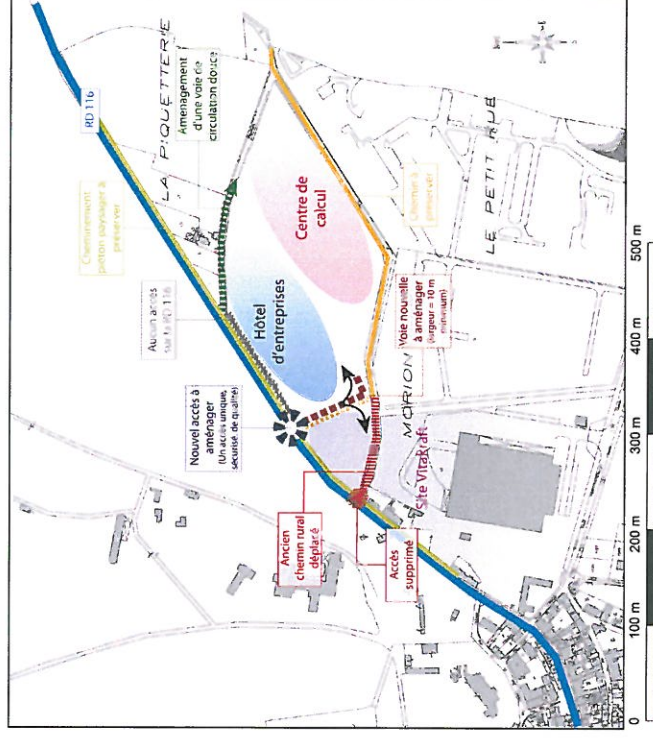 RD 116
LA PIQUETTERIE
Aménagement
d'une voie de
circulation douce
Cheminement
piéton paysager à
préserver
Aucun accès
sur la RD 116
Nouvel accès à
aménager
(Un accès unique,
sécurisé de qualité)
Hôtel
d'entreprises
Centre de
calcul
Chemin à
préserver
LE PETIT RUE
Voie nouvelle
à aménager
(largeur = 10 m
minimum)
MORION
Site Vitakraft
Ancien
chemin rural
déplacé
Accès
supprimé
0
100 m
200 m
300 m
400 m
500 m